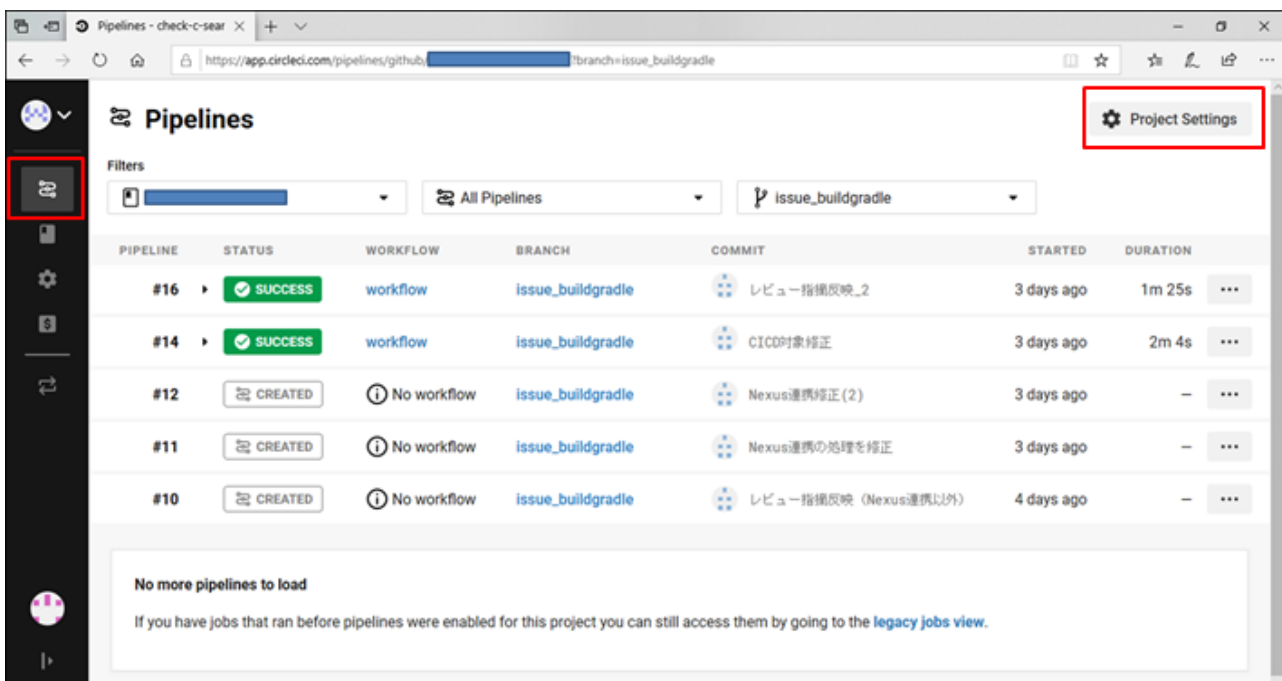 Pipelines - check-c-sear
https://app.circleci.com/pipelines/github/ ?branch=issue_buildgradle
Pipelines
Project Settings
Filters
All Pipelines
issue_buildgradle
PIPELINE STATUS WORKFLOW BRANCH COMMIT STARTED DURATION
#16 SUCCESS workflow issue_buildgradle レビュー指摘反映_2 3 days ago 1m 25s
#14 SUCCESS workflow issue_buildgradle CICD対象修正 3 days ago 2m 4s
#12 CREATED No workflow issue_buildgradle Nexus連携修正(2) 3 days ago –
#11 CREATED No workflow issue_buildgradle Nexus連携の処理を修正 3 days ago –
#10 CREATED No workflow issue_buildgradle レビュー指摘反映（Nexus連携以外） 4 days ago –
No more pipelines to load
If you have jobs that ran before pipelines were enabled for this project you can still access them by going to the legacy jobs view.